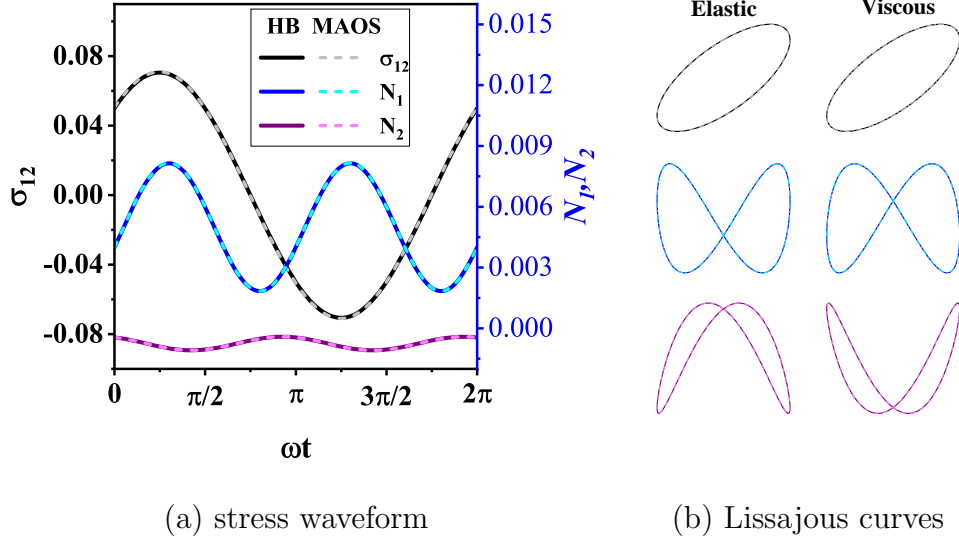 HB MAOS
σ12
N1
N2
0.08
0.04
0.00
-0.04
-0.08
σ12
0.015
0.012
0.009
0.006
0.003
0.000
N1,N2
0
π/2
π
3π/2
2π
ωt
Elastic
Viscous
(a) stress waveform
(b) Lissajous curves